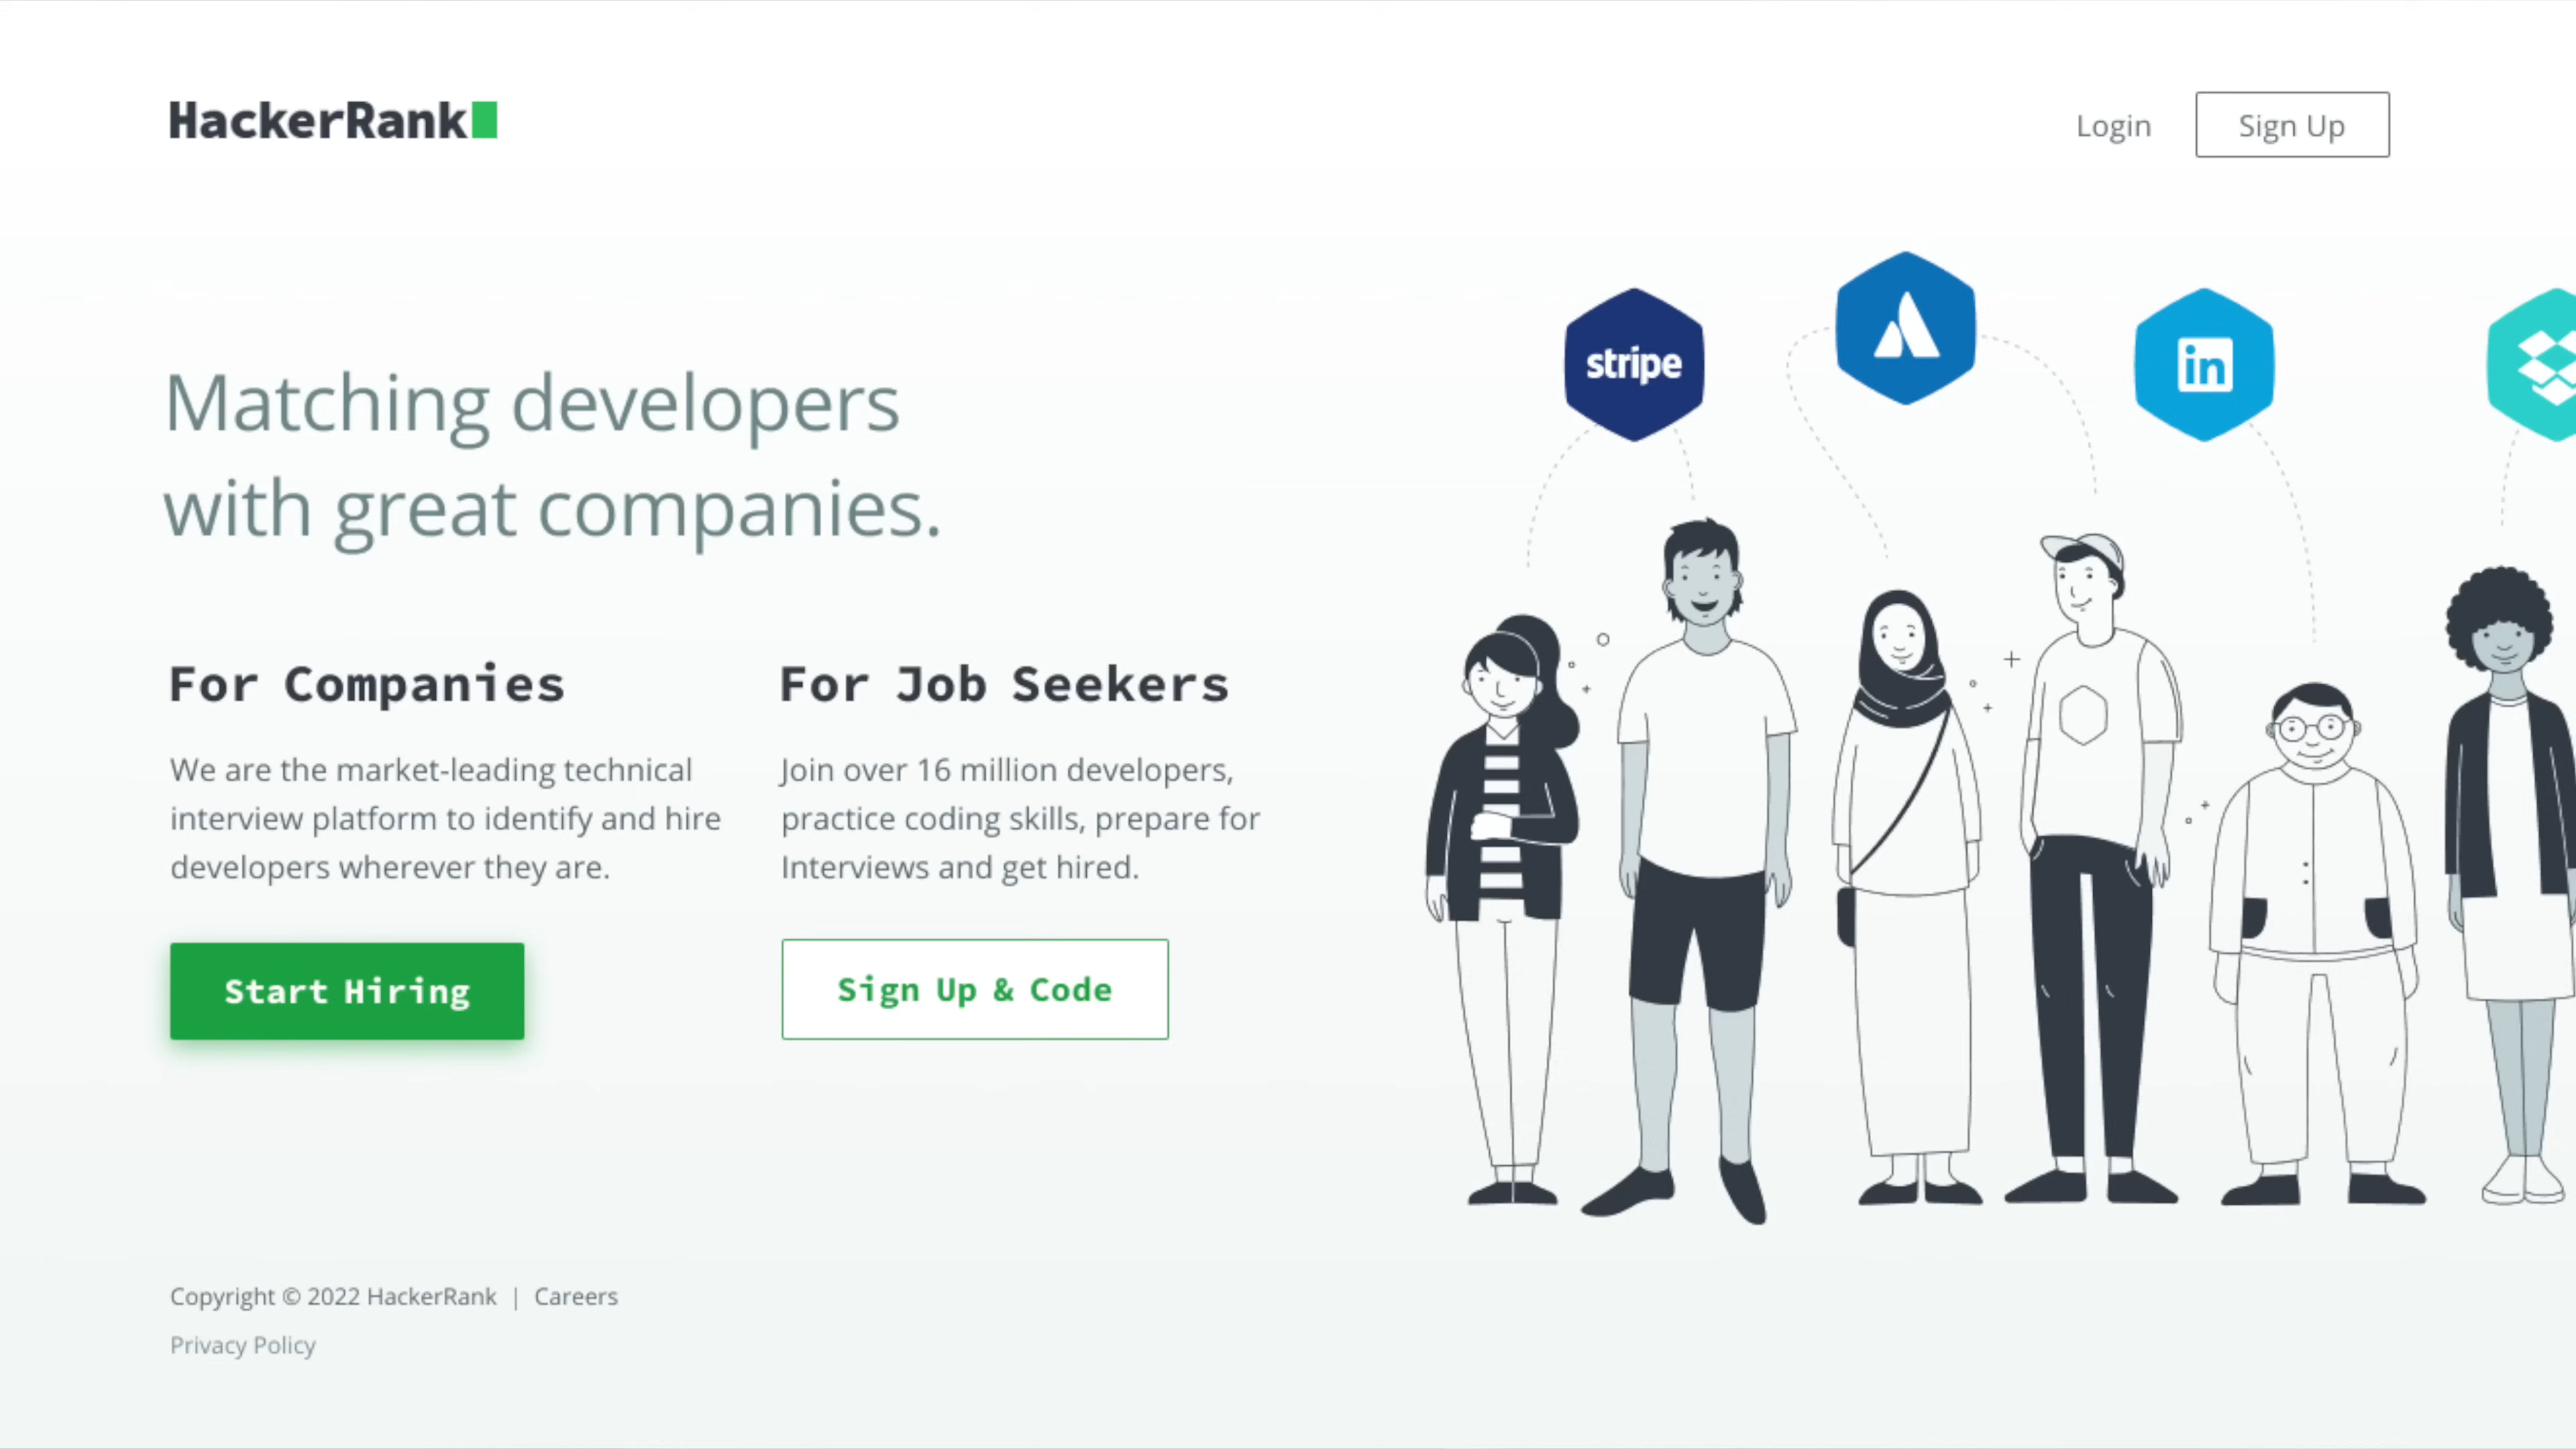 HackerRank
Login
Sign Up
Matching developers
with great companies.
stripe
in
For Companies
We are the market-leading technical
interview platform to identify and hire
developers wherever they are.
Start Hiring
For Job Seekers
Join over 16 million developers,
practice coding skills, prepare for
Interviews and get hired.
Sign Up & Code
Copyright © 2022 HackerRank | Careers
Privacy Policy